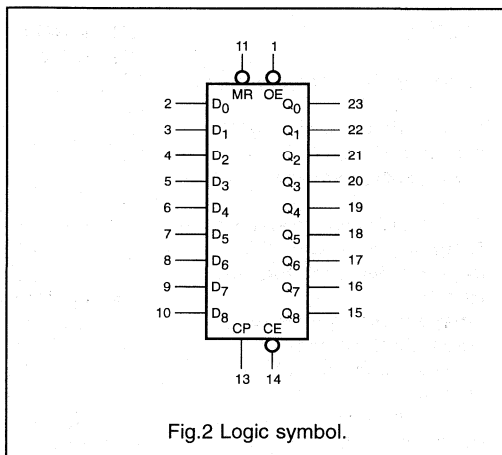 11 1
MR OE
2 D0 Q0 23
3 D1 Q1 22
4 D2 Q2 21
5 D3 Q3 20
6 D4 Q4 19
7 D5 Q5 18
8 D6 Q6 17
9 D7 Q7 16
10 D8 Q8 15
CP CE
13 14
Fig.2 Logic symbol.